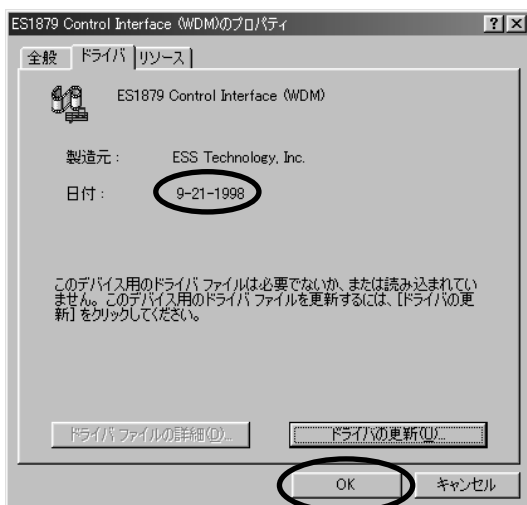 ES1879 Control Interface (WDM)のプロパティ
全般 ドライバ リソース
ES1879 Control Interface (WDM)
製造元： ESS Technology, Inc.
日付： 9-21-1998
このデバイス用のドライバ ファイルは必要でないか、または読み込まれてい
ません。このデバイス用のドライバ ファイルを更新するには、[ドライバの更
新] をクリックしてください。
ドライバ ファイルの詳細(D)... ドライバの更新(U)...
OK キャンセル